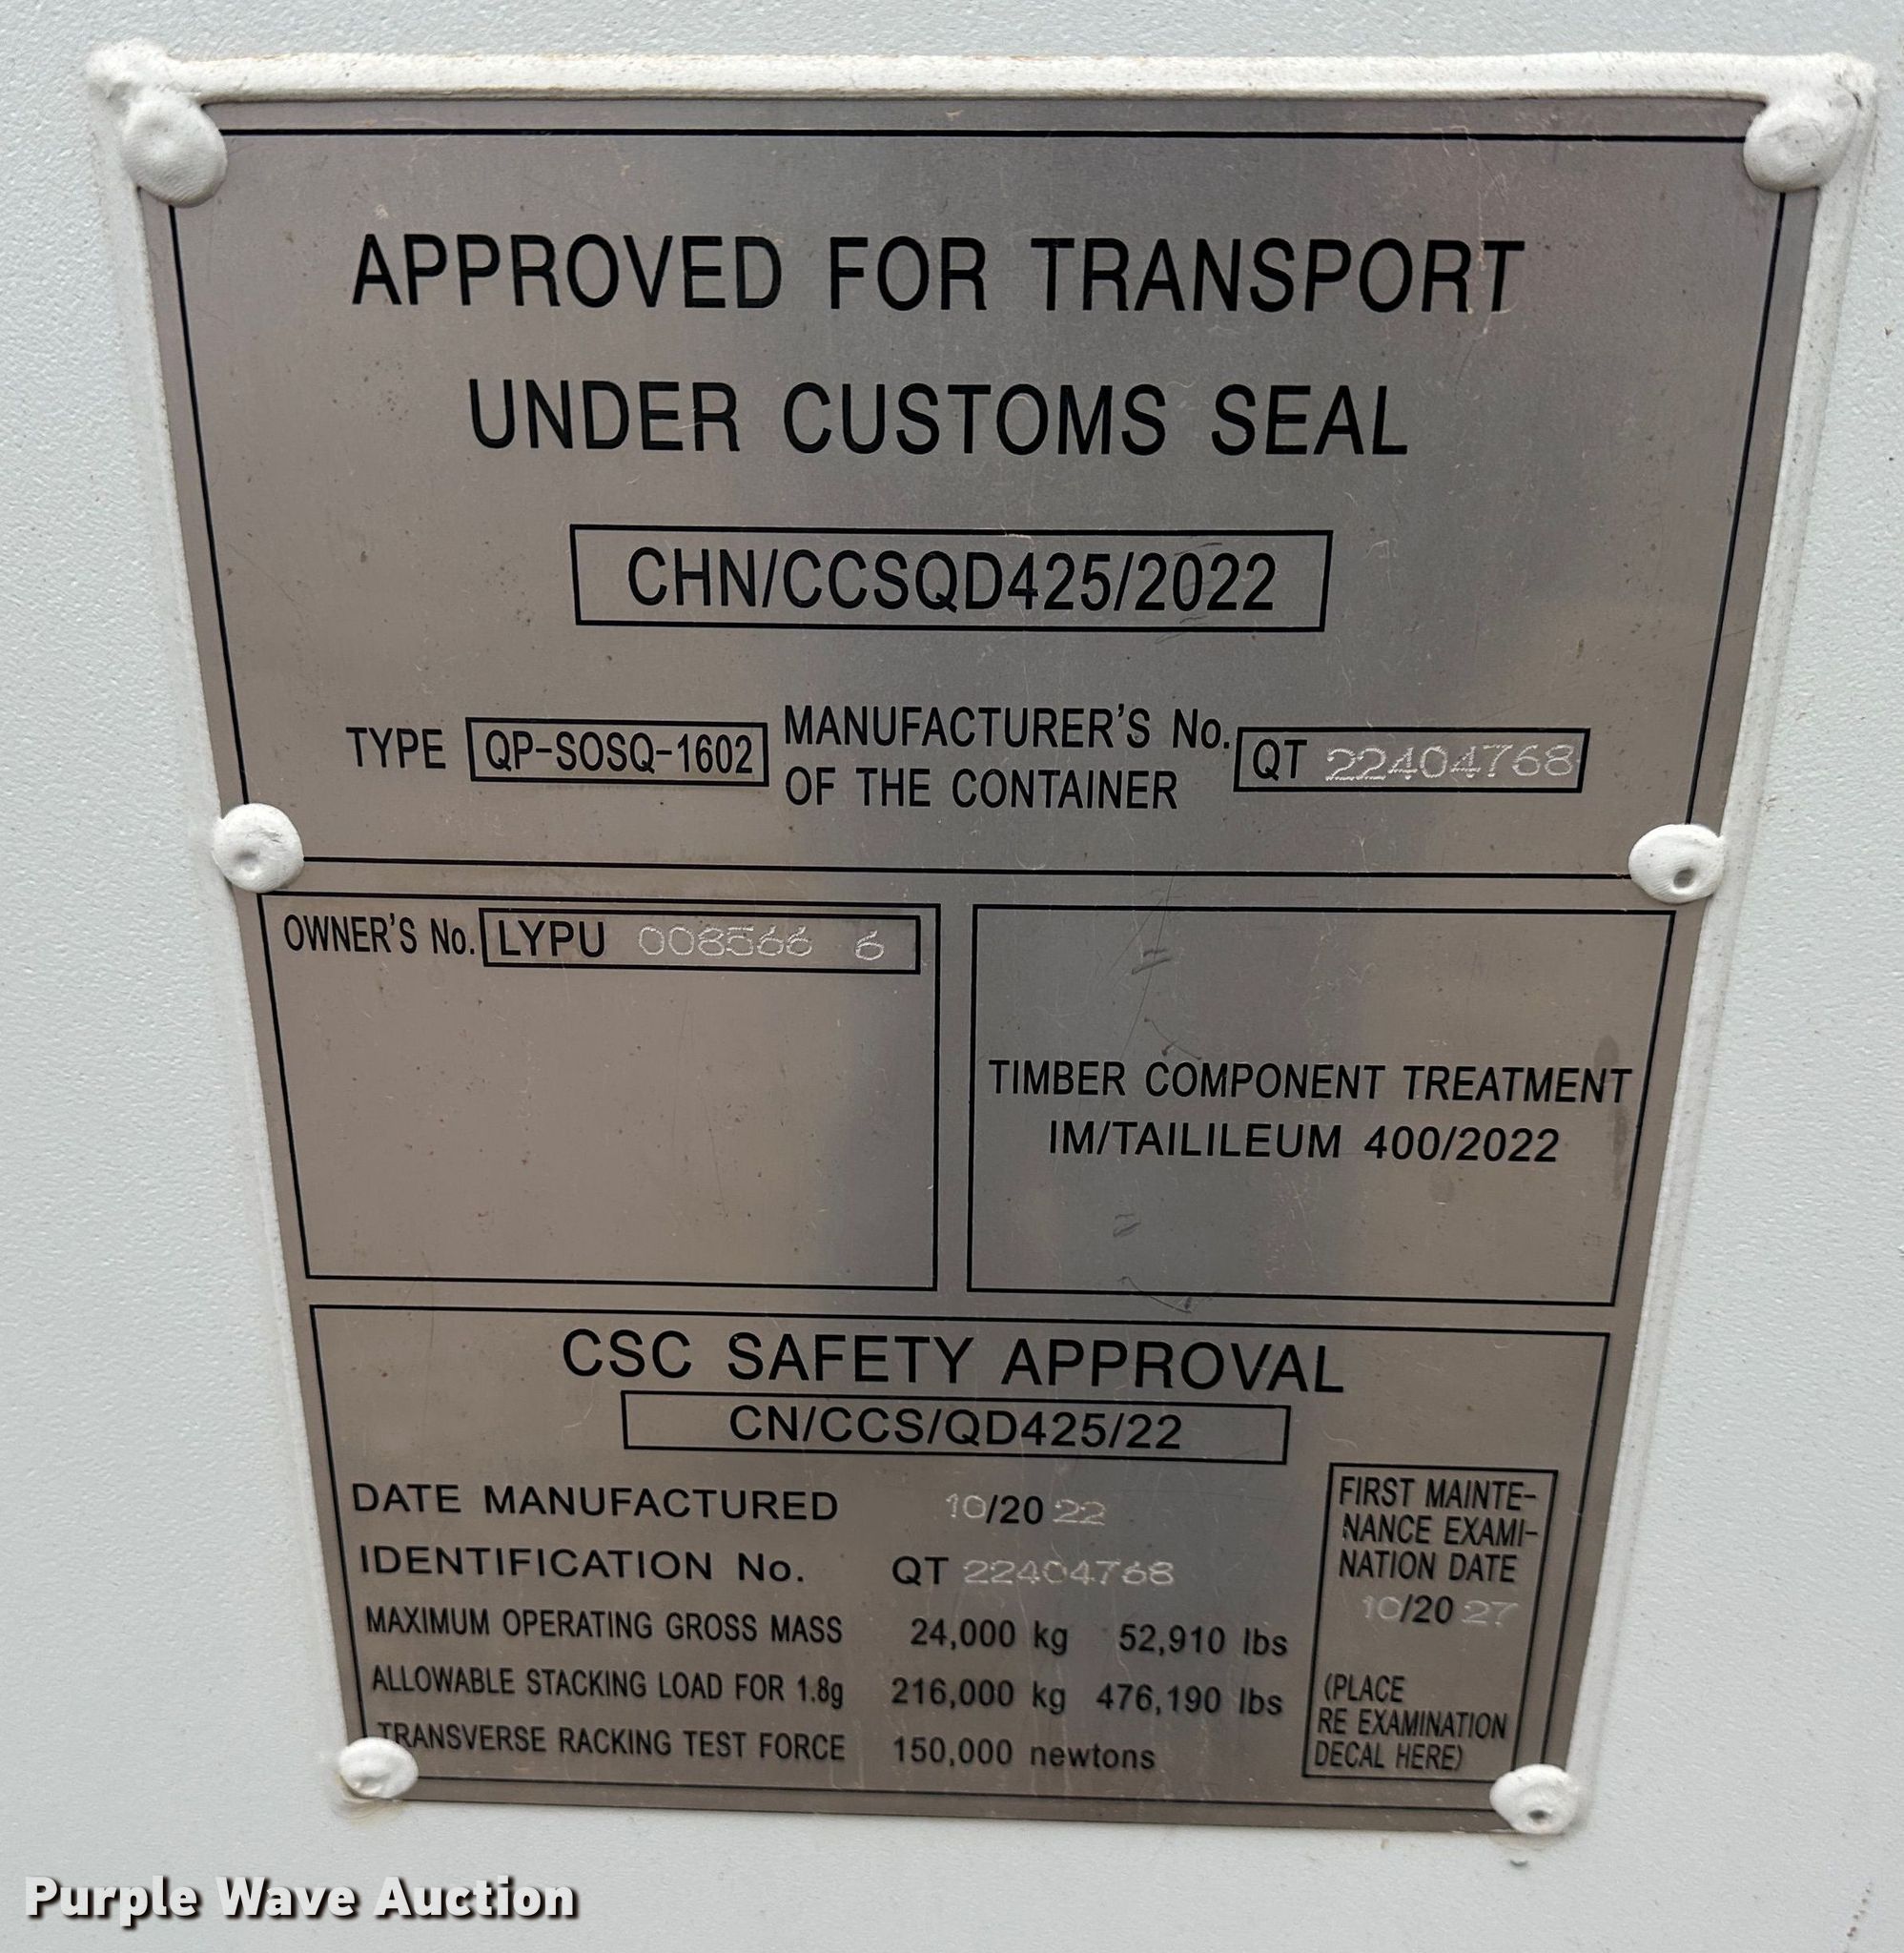 APPROVED FOR TRANSPORT
UNDER CUSTOMS SEAL
CHN/CCSQD425/2022
TYPE QP-SOSQ-1602 MANUFACTURER'S No. OF THE CONTAINER QT 22404768
OWNER'S No. LYPU 008566 6
TIMBER COMPONENT TREATMENT
IM/TAILILEUM 400/2022
CSC SAFETY APPROVAL
CN/CCS/QD425/22
DATE MANUFACTURED 10/2022
IDENTIFICATION No. QT 22404768
MAXIMUM OPERATING GROSS MASS 24,000 kg 52,910 lbs
ALLOWABLE STACKING LOAD FOR 1.8g 216,000 kg 476,190 lbs
TRANSVERSE RACKING TEST FORCE 150,000 newtons
FIRST MAINTE-
NANCE EXAMI-
NATION DATE
10/2027
(PLACE
RE EXAMINATION
DECAL HERE)
Purple Wave Auction